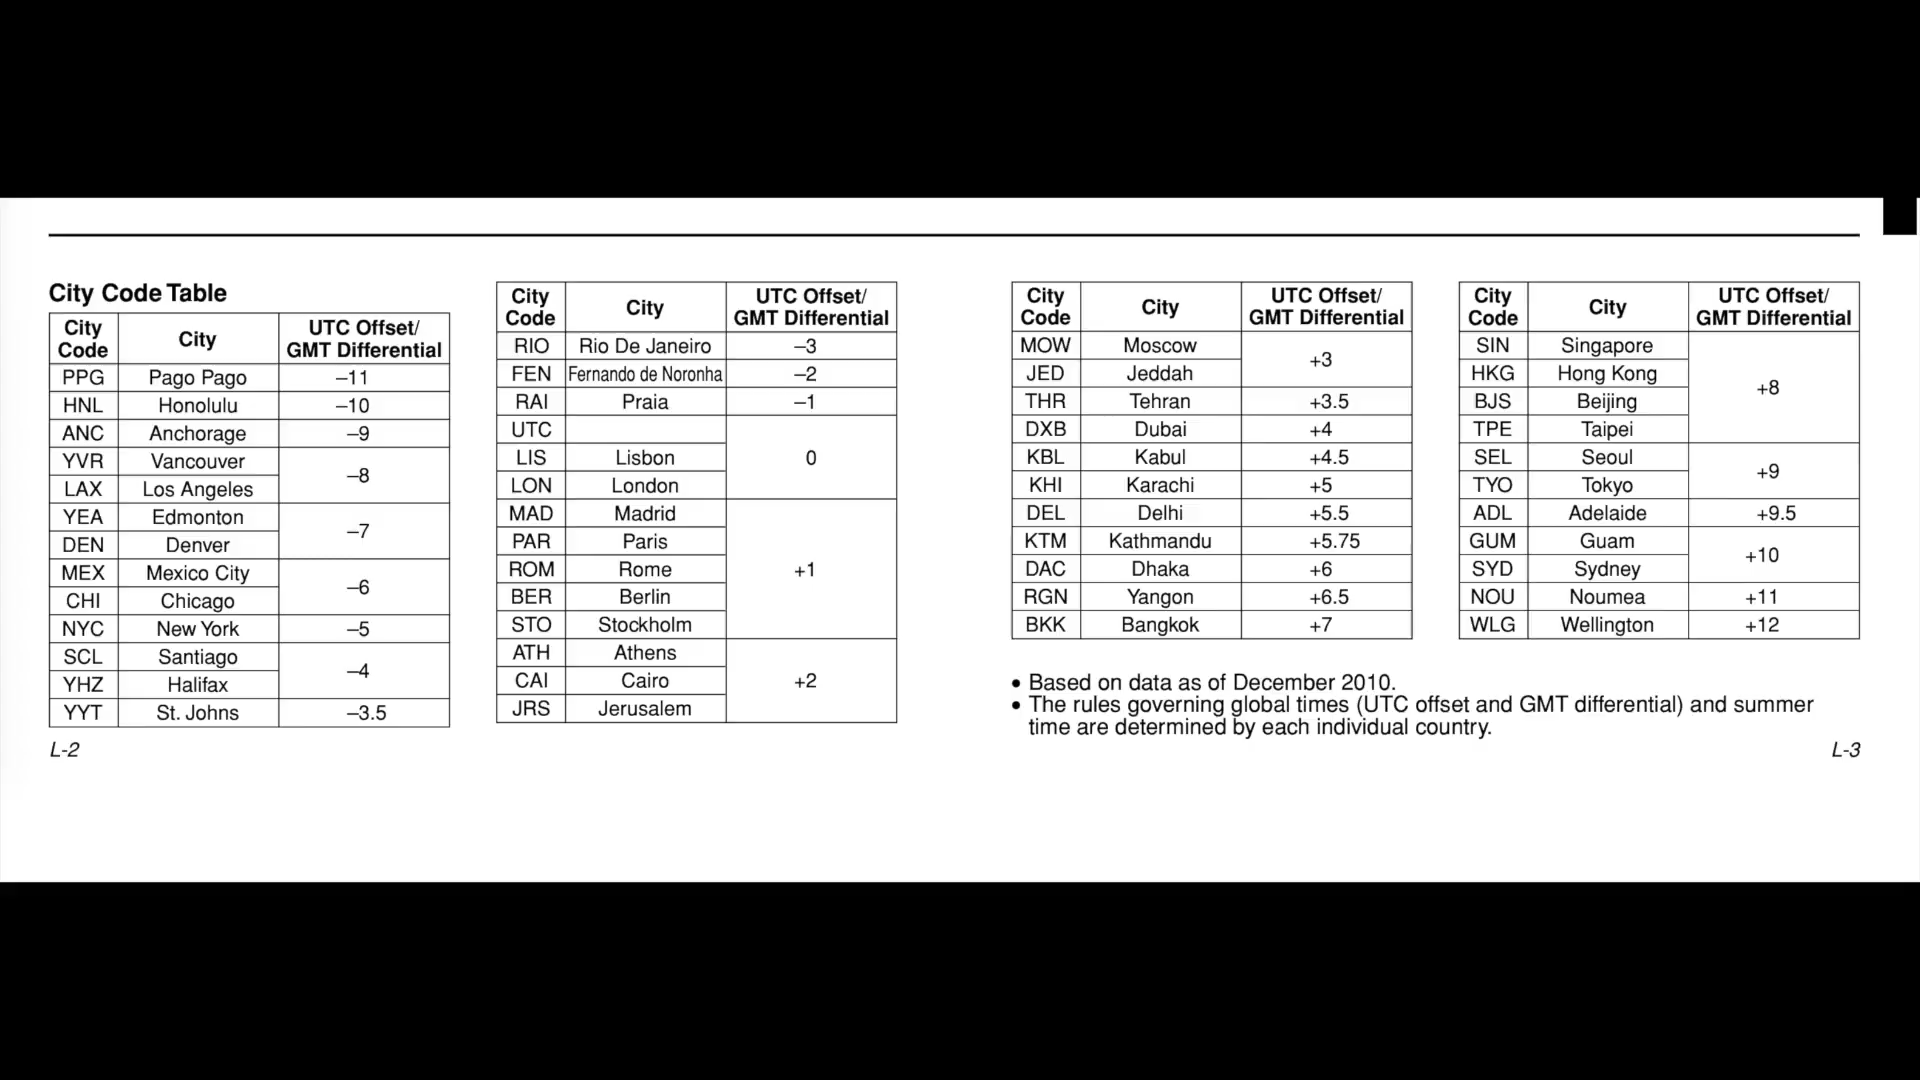 City Code Table
City Code City UTC Offset/ GMT Differential
PPG Pago Pago –11
HNL Honolulu –10
ANC Anchorage –9
YVR Vancouver –8
LAX Los Angeles
YEA Edmonton –7
DEN Denver
MEX Mexico City –6
CHI Chicago
NYC New York –5
SCL Santiago –4
YHZ Halifax
YYT St. Johns –3.5
L-2
City Code City UTC Offset/ GMT Differential
RIO Rio De Janeiro –3
FEN Fernando de Noronha –2
RAI Praia –1
UTC 0
LIS Lisbon
LON London
MAD Madrid +1
PAR Paris
ROM Rome
BER Berlin
STO Stockholm
ATH Athens +2
CAI Cairo
JRS Jerusalem
City Code City UTC Offset/ GMT Differential
MOW Moscow +3
JED Jeddah
THR Tehran +3.5
DXB Dubai +4
KBL Kabul +4.5
KHI Karachi +5
DEL Delhi +5.5
KTM Kathmandu +5.75
DAC Dhaka +6
RGN Yangon +6.5
BKK Bangkok +7
City Code City UTC Offset/ GMT Differential
SIN Singapore +8
HKG Hong Kong
BJS Beijing
TPE Taipei
SEL Seoul +9
TYO Tokyo
ADL Adelaide +9.5
GUM Guam +10
SYD Sydney
NOU Noumea +11
WLG Wellington +12
• Based on data as of December 2010.
• The rules governing global times (UTC offset and GMT differential) and summer
time are determined by each individual country.
L-3